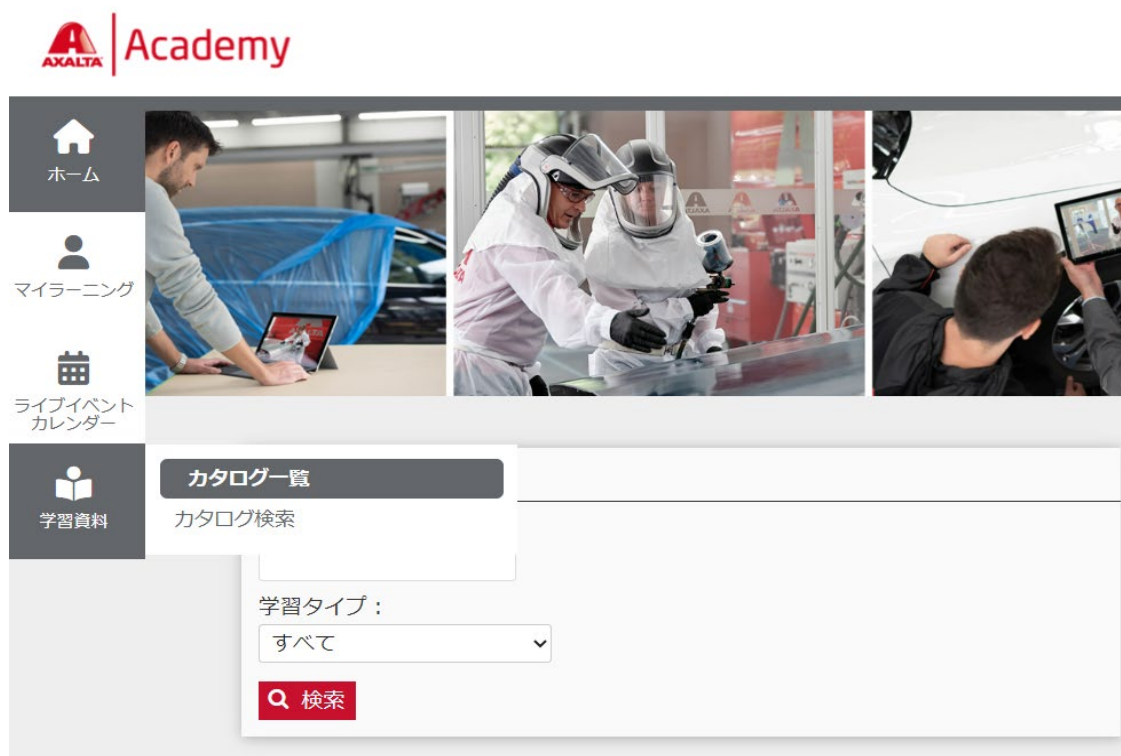 AXALTA
Academy
ホーム
マイラーニング
ライブイベント
カレンダー
学習資料
カタログ一覧
カタログ検索
学習タイプ：
すべて
検索